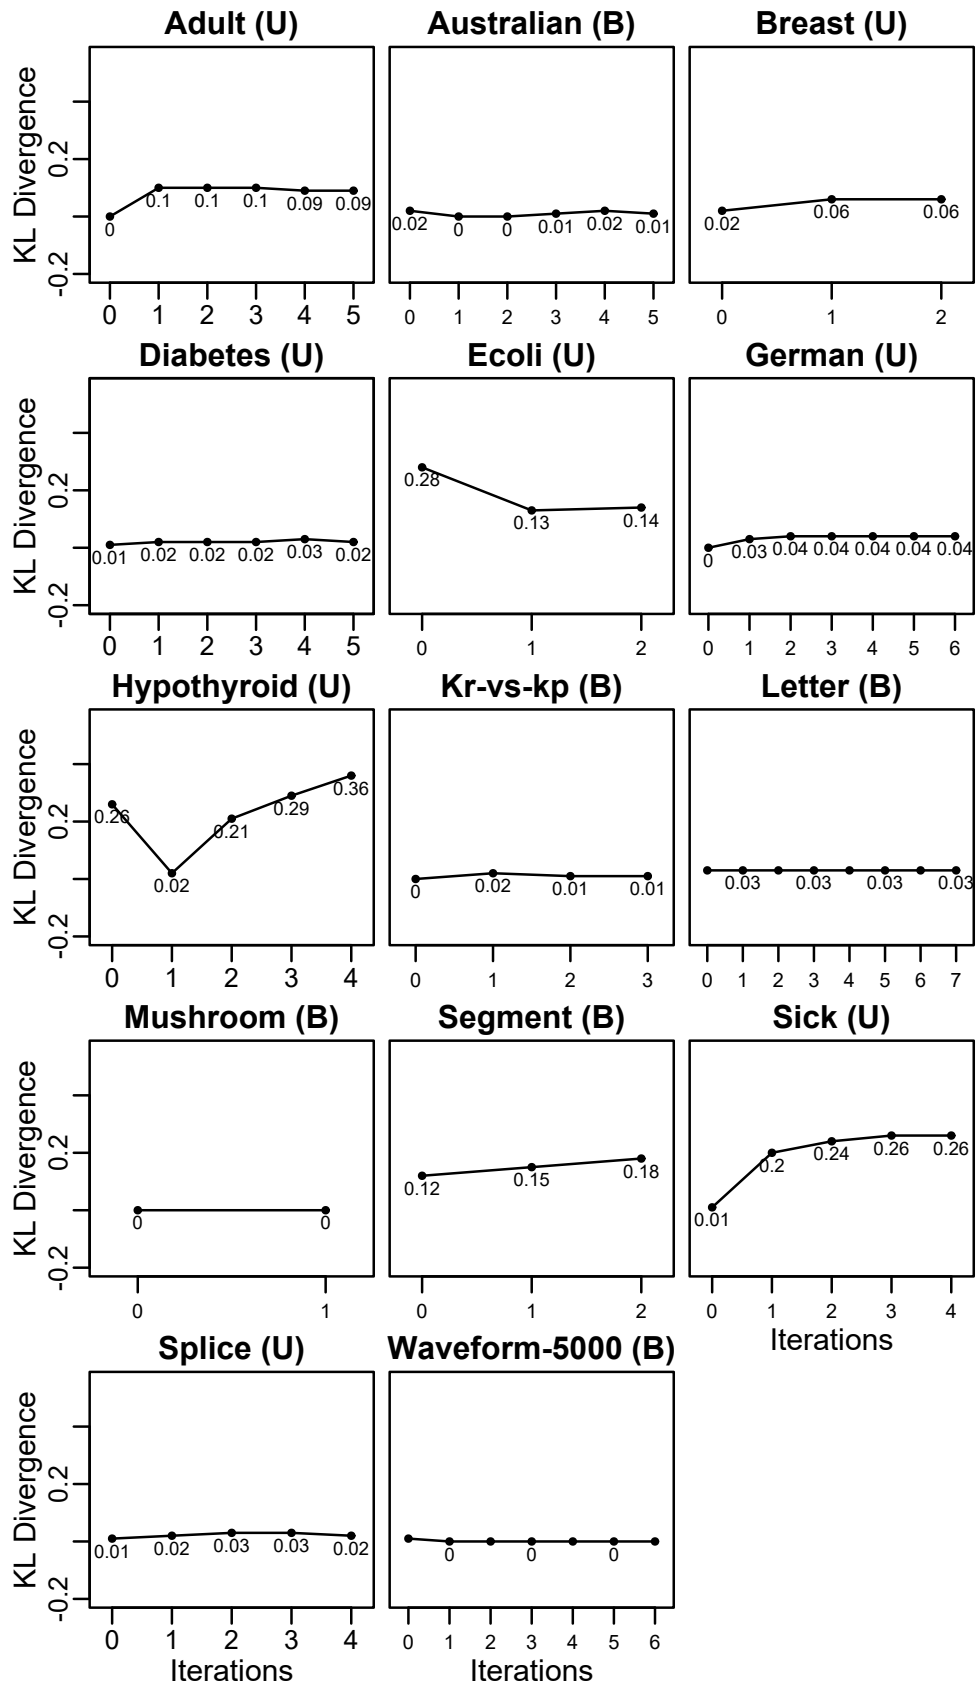 Adult (U) Australian (B) Breast (U)
KL Divergence
0.2
-0.2
0 0.1 0.1 0.1 0.09 0.09
0.02 0 0 0.01 0.02 0.01
0.02 0.06 0.06
0 1 2 3 4 5 0 1 2 3 4 5 0 1 2
Diabetes (U) Ecoli (U) German (U)
KL Divergence
0.2
-0.2
0.01 0.02 0.02 0.02 0.03 0.02
0.28 0.13 0.14
0 0.03 0.04 0.04 0.04 0.04 0.04
0 1 2 3 4 5 0 1 2 0 1 2 3 4 5 6
Hypothyroid (U) Kr-vs-kp (B) Letter (B)
KL Divergence
0.2
-0.2
0.26 0.02 0.21 0.29 0.36
0 0.02 0.01 0.01
0.03 0.03 0.03 0.03
0 1 2 3 4 0 1 2 3 0 1 2 3 4 5 6 7
Mushroom (B) Segment (B) Sick (U)
KL Divergence
0.2
-0.2
0 0
0.12 0.15 0.18
0.01 0.2 0.24 0.26 0.26
0 1 0 1 2 0 1 2 3 4
Iterations
Splice (U) Waveform-5000 (B)
KL Divergence
0.2
-0.2
0.01 0.02 0.03 0.03 0.02
0 0 0
0 1 2 3 4 0 1 2 3 4 5 6
Iterations Iterations